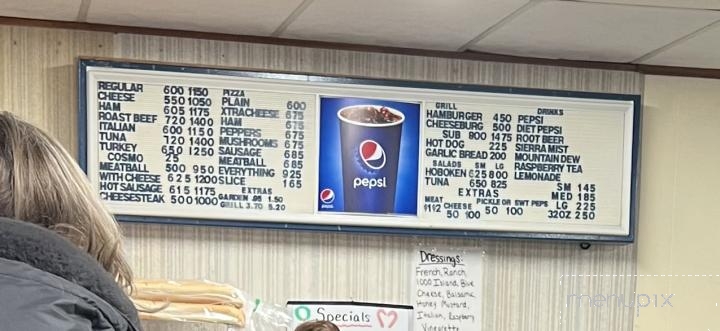 REGULAR 600 1150
CHEESE 550 1050
HAM 605 1175
ROAST BEEF 720 1400
ITALIAN 600 1150
TUNA 720 1400
TURKEY 650 1250
COSMO 25
MEATBALL 500 950
WITH CHEESE 625 1200
HOT SAUSAGE 615 1175
CHEESESTEAK 500 1000
PIZZA
PLAIN 600
XTRACHEESE 675
HAM 675
PEPPERS 675
MUSHROOMS 675
SAUSAGE 685
MEATBALL 685
EVERYTHING 925
SLICE 165
EXTRAS
GARDEN .95 1.50
GRILL 3.70 5.20
pepsi
pepsi
GRILL
HAMBURGER 450
CHEESEBURG 500
SUB 800 1475
HOT DOG 225
GARLIC BREAD 200
SALADS SM LG
HOBOKEN 625 800
TUNA 650 825
EXTRAS
MEAT CHEESE PICKLE OR SWT PEPS
50 100 50 100
DRINKS
PEPSI
DIET PEPSI
ROOT BEER
SIERRA MIST
MOUNTAIN DEW
RASPBERRY TEA
LEMONADE
SM 145
MED 185
LG 225
32OZ 250
Dressings:
French, Ranch,
1000 Island, Blue
Cheese, Balsamic
Honey Mustard,
Italian, Raspberry
Vinegarette
Specials
menupix